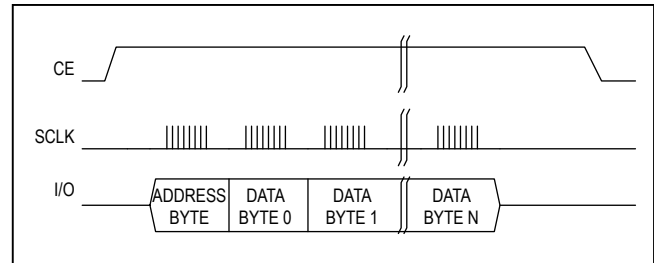 CE
SCLK
I/O
ADDRESS BYTE
DATA BYTE 0
DATA BYTE 1
DATA BYTE N